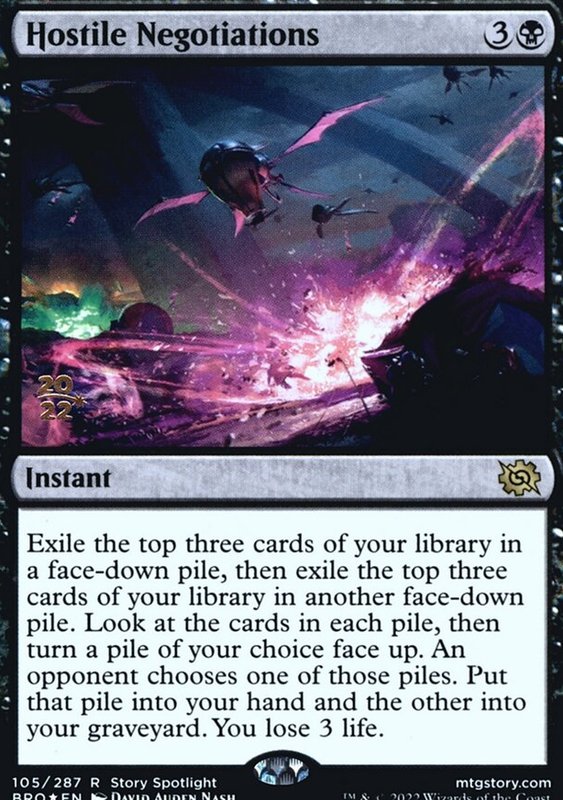 Hostile Negotiations 3
20
22
Instant
Exile the top three cards of your library in
a face-down pile, then exile the top three
cards of your library in another face-down
pile. Look at the cards in each pile, then
turn a pile of your choice face up. An
opponent chooses one of those piles. Put
that pile into your hand and the other into
your graveyard. You lose 3 life.
105/287 R Story Spotlight mtgstory.com
BRO★EN David Auden Nash ™ & © 2022 Wizards of the Coast